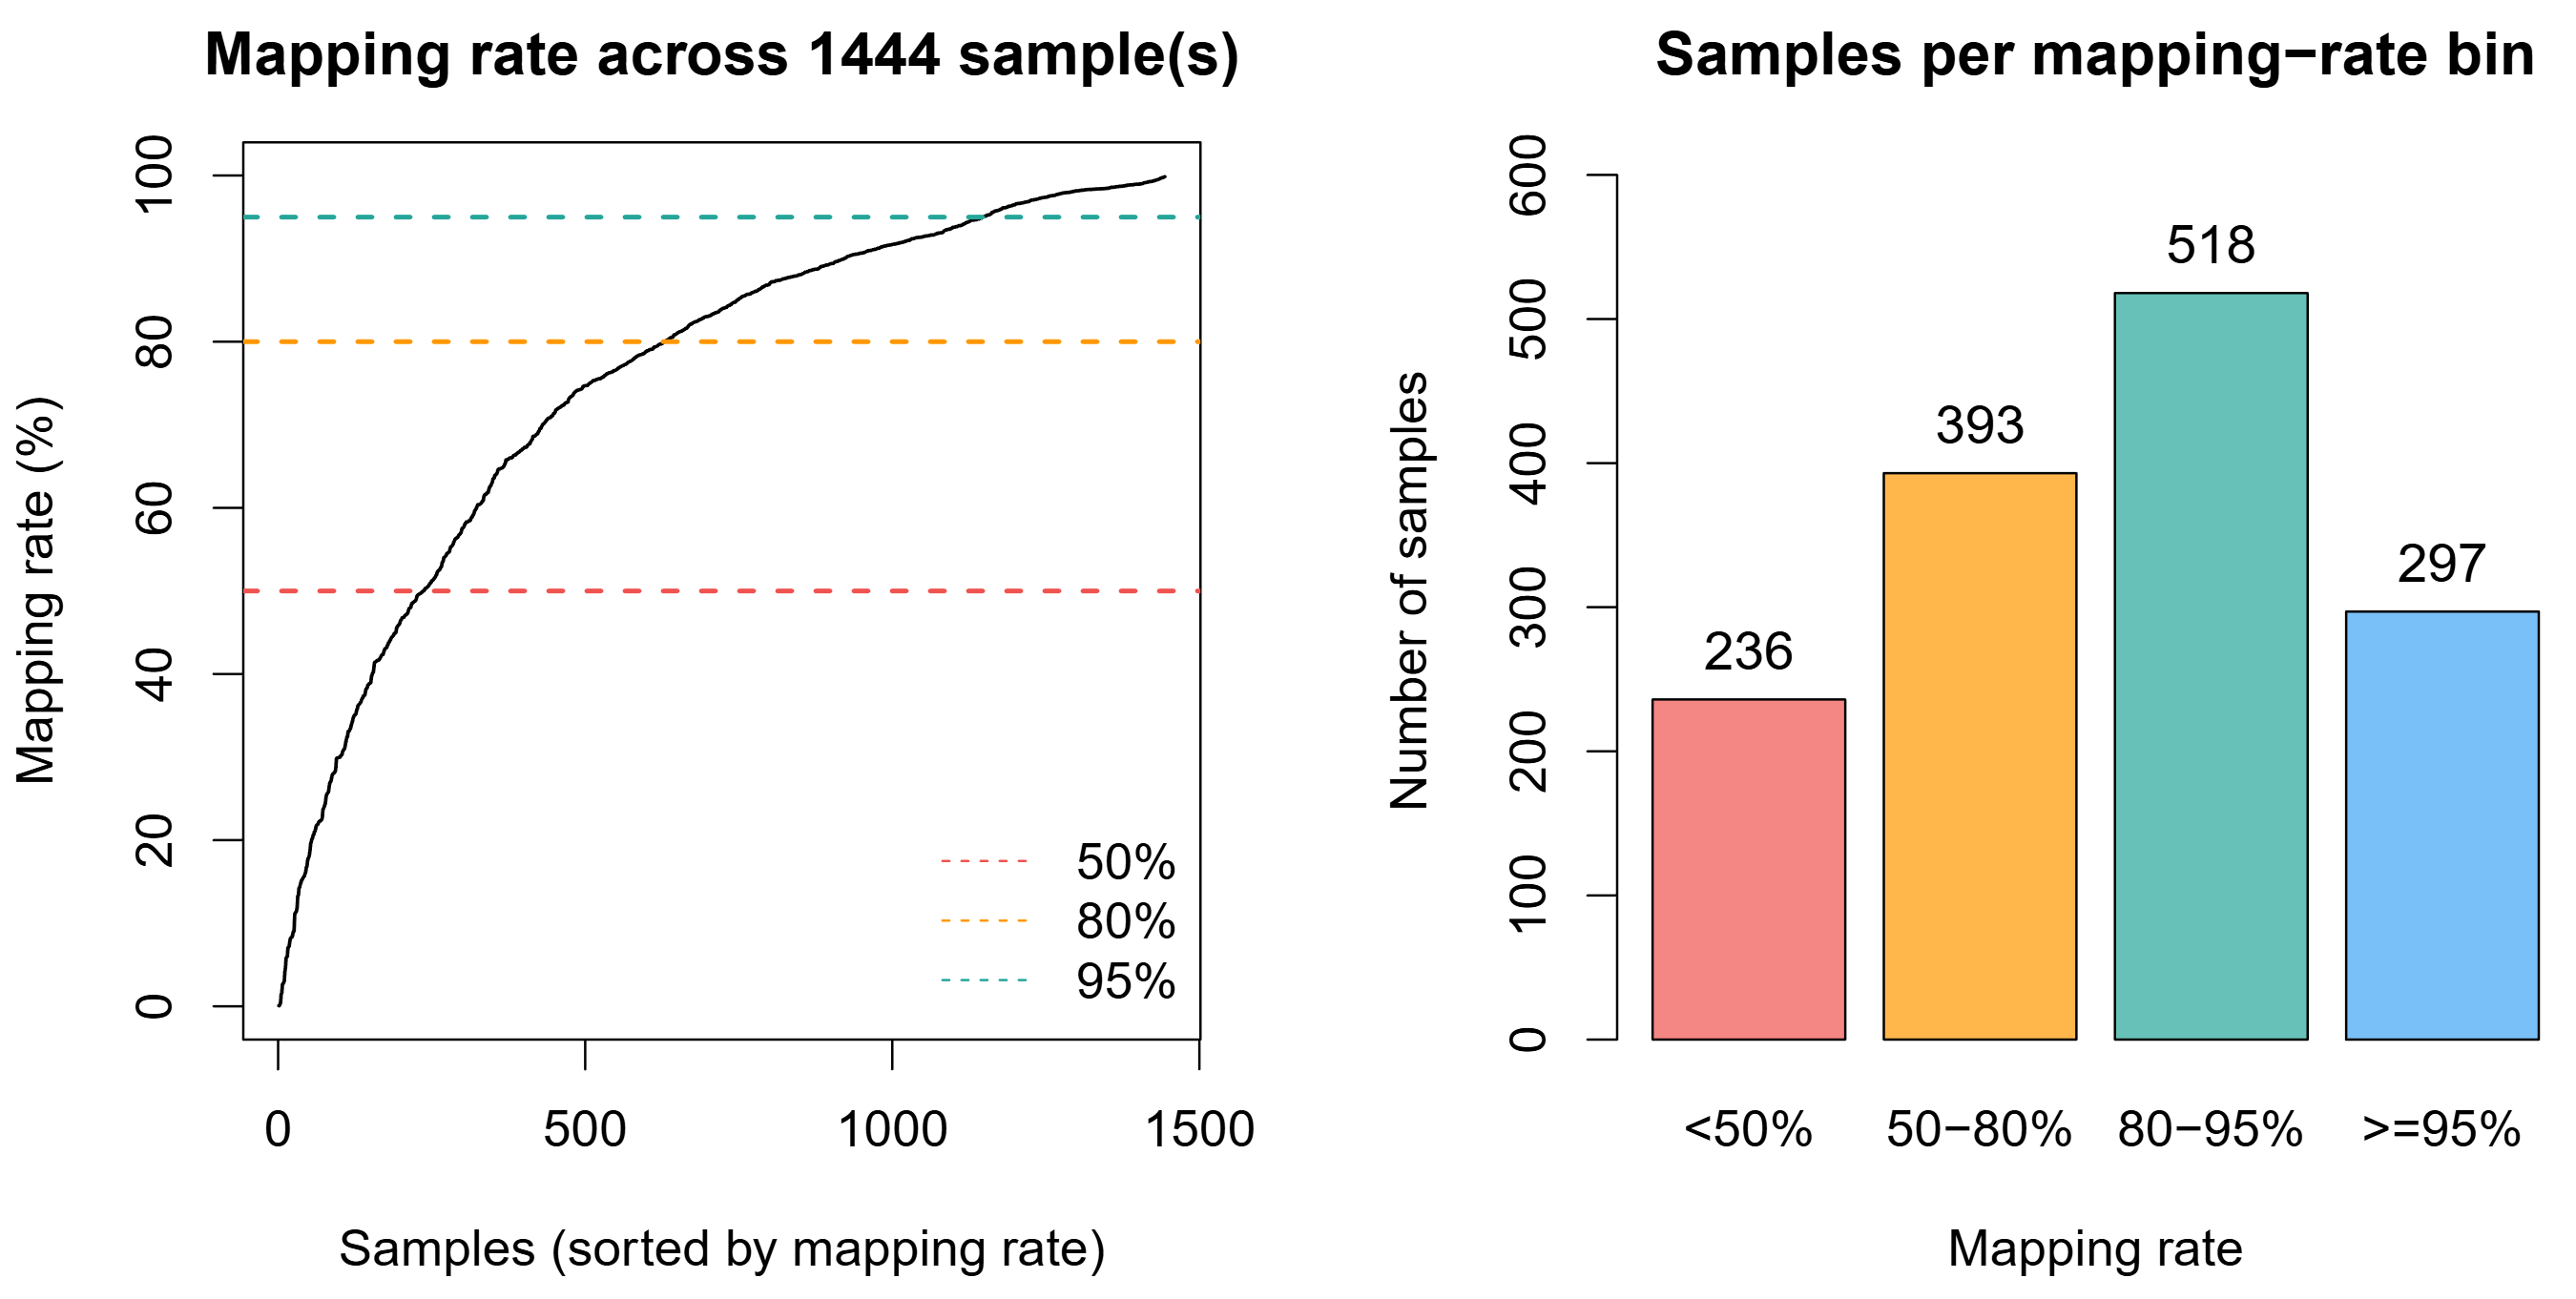 Mapping rate across 1444 sample(s)
Mapping rate (%)
100
80
60
40
20
0
50%
80%
95%
0 500 1000 1500
Samples (sorted by mapping rate)
Samples per mapping−rate bin
Number of samples
600
500
400
300
200
100
0
236
393
518
297
<50% 50−80% 80−95% >=95%
Mapping rate